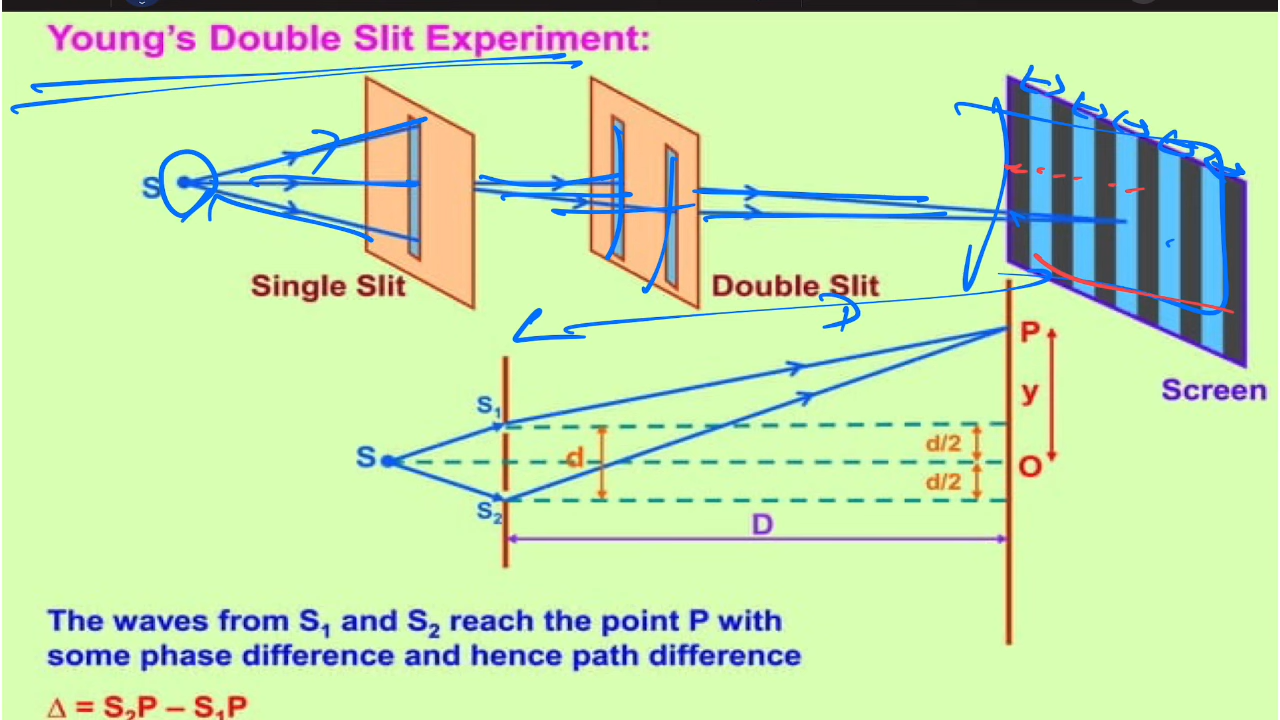 Young's Double Slit Experiment:
S
Single Slit
Double Slit
D
Screen
P
y
S₁
d/2
S
d
O
d/2
S₂
D
The waves from S₁ and S₂ reach the point P with
some phase difference and hence path difference
Δ = S₂P – S₁P